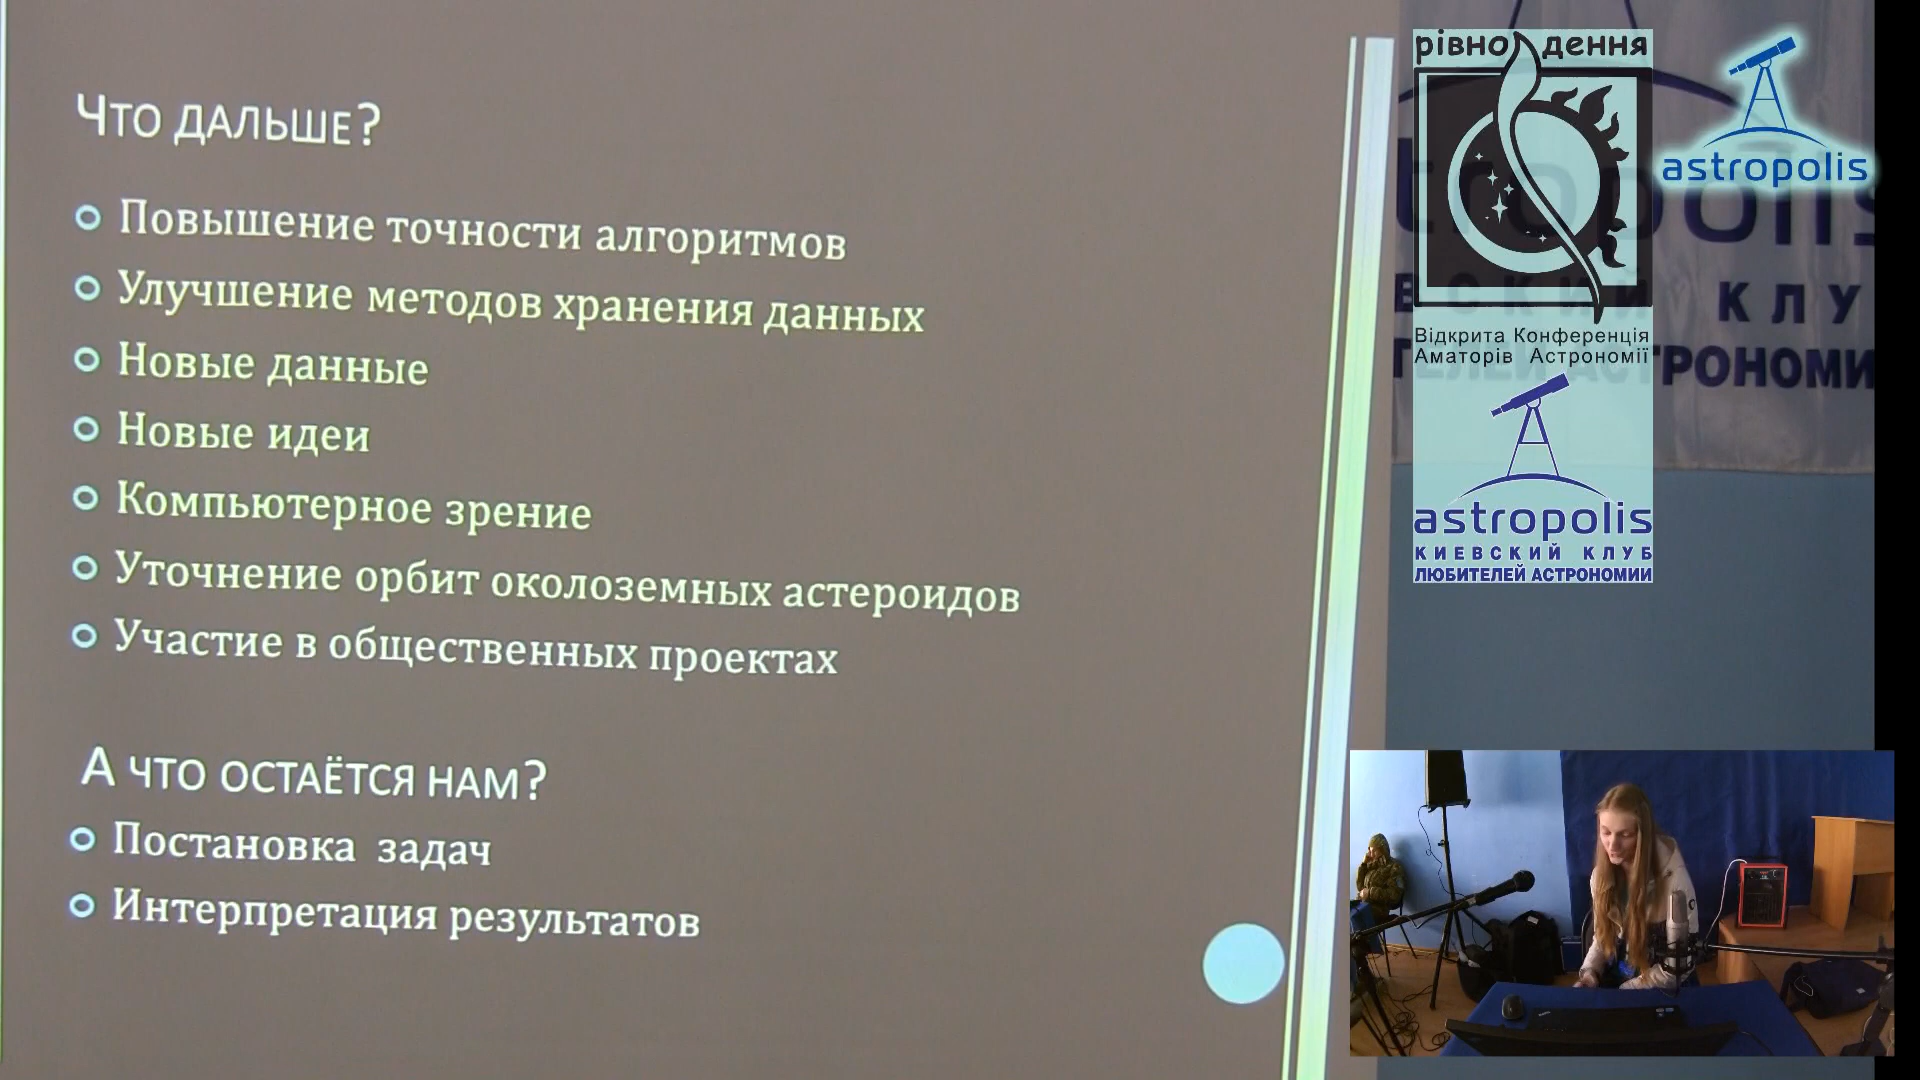 Что дальше?
Повышение точности алгоритмов
Улучшение методов хранения данных
Новые данные
Новые идеи
Компьютерное зрение
Уточнение орбит околоземных астероидов
Участие в общественных проектах
А что остаётся нам?
Постановка задач
Интерпретация результатов
рівнодення
Відкрита Конференція
Аматорів Астрономії
astropolis
КИЕВСКИЙ КЛУБ
ЛЮБИТЕЛЕЙ АСТРОНОМИИ
astropolis
КЛУ
ТРОНОМИ